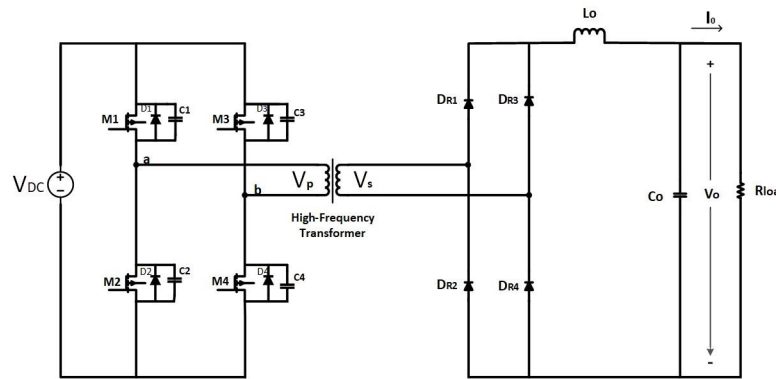 Lo
Io
+
D1
C1
M1
D3
C3
M3
DR1
DR3
a
VDC
+
-
Vp
Vs
b
High-Frequency
Transformer
Co
Vo
Rloa
D2
C2
M2
D4
C4
M4
DR2
DR4
-